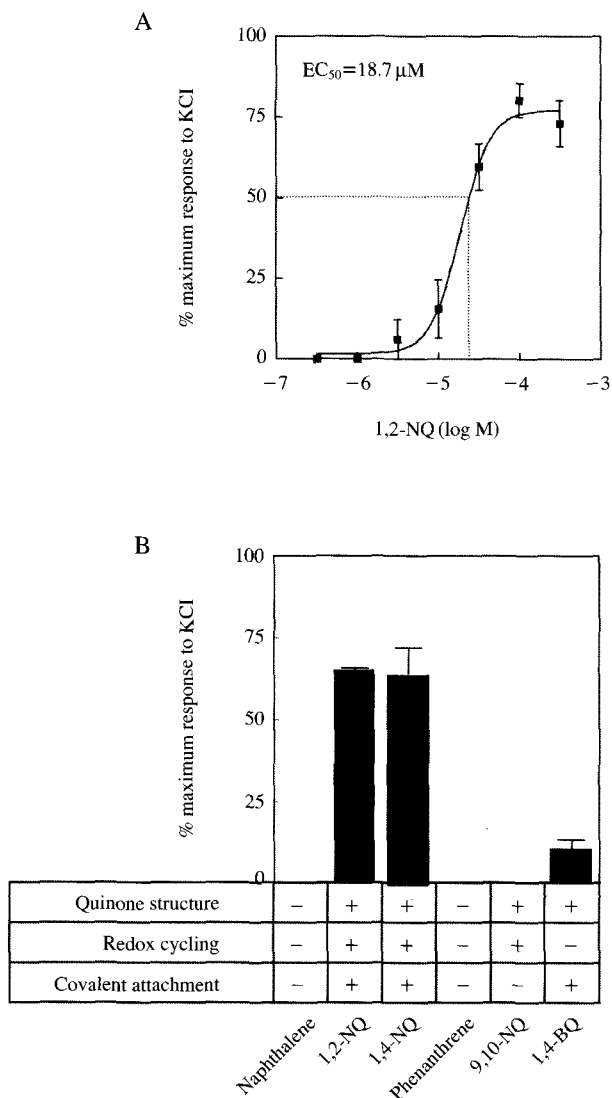 A
% maximum response to KCl
100
75
50
25
0
EC50=18.7 μM
−7
−6
−5
−4
−3
1,2-NQ (log M)
B
% maximum response to KCl
100
75
50
25
0
Quinone structure − + + − + +
Redox cycling − + + − + −
Covalent attachment − + + − − +
Naphthalene
1,2-NQ
1,4-NQ
Phenanthrene
9,10-NQ
1,4-BQ